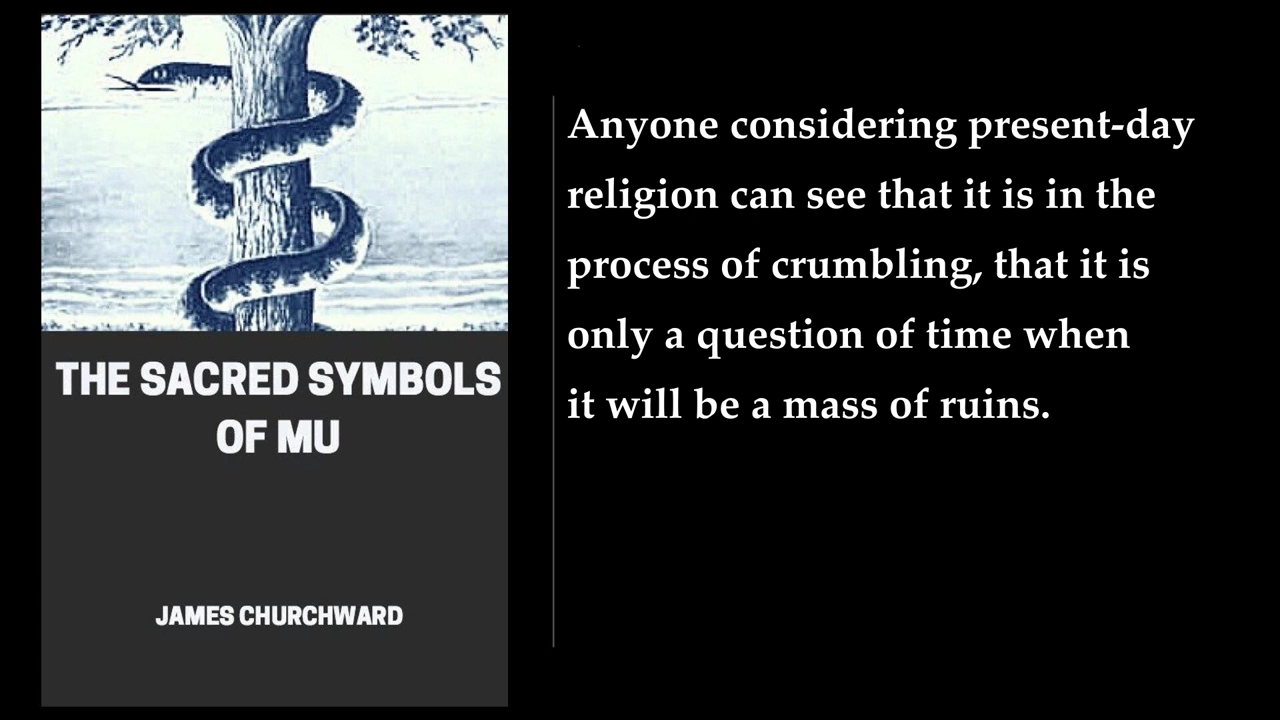 THE SACRED SYMBOLS
OF MU
JAMES CHURCHWARD
Anyone considering present-day
religion can see that it is in the
process of crumbling, that it is
only a question of time when
it will be a mass of ruins.